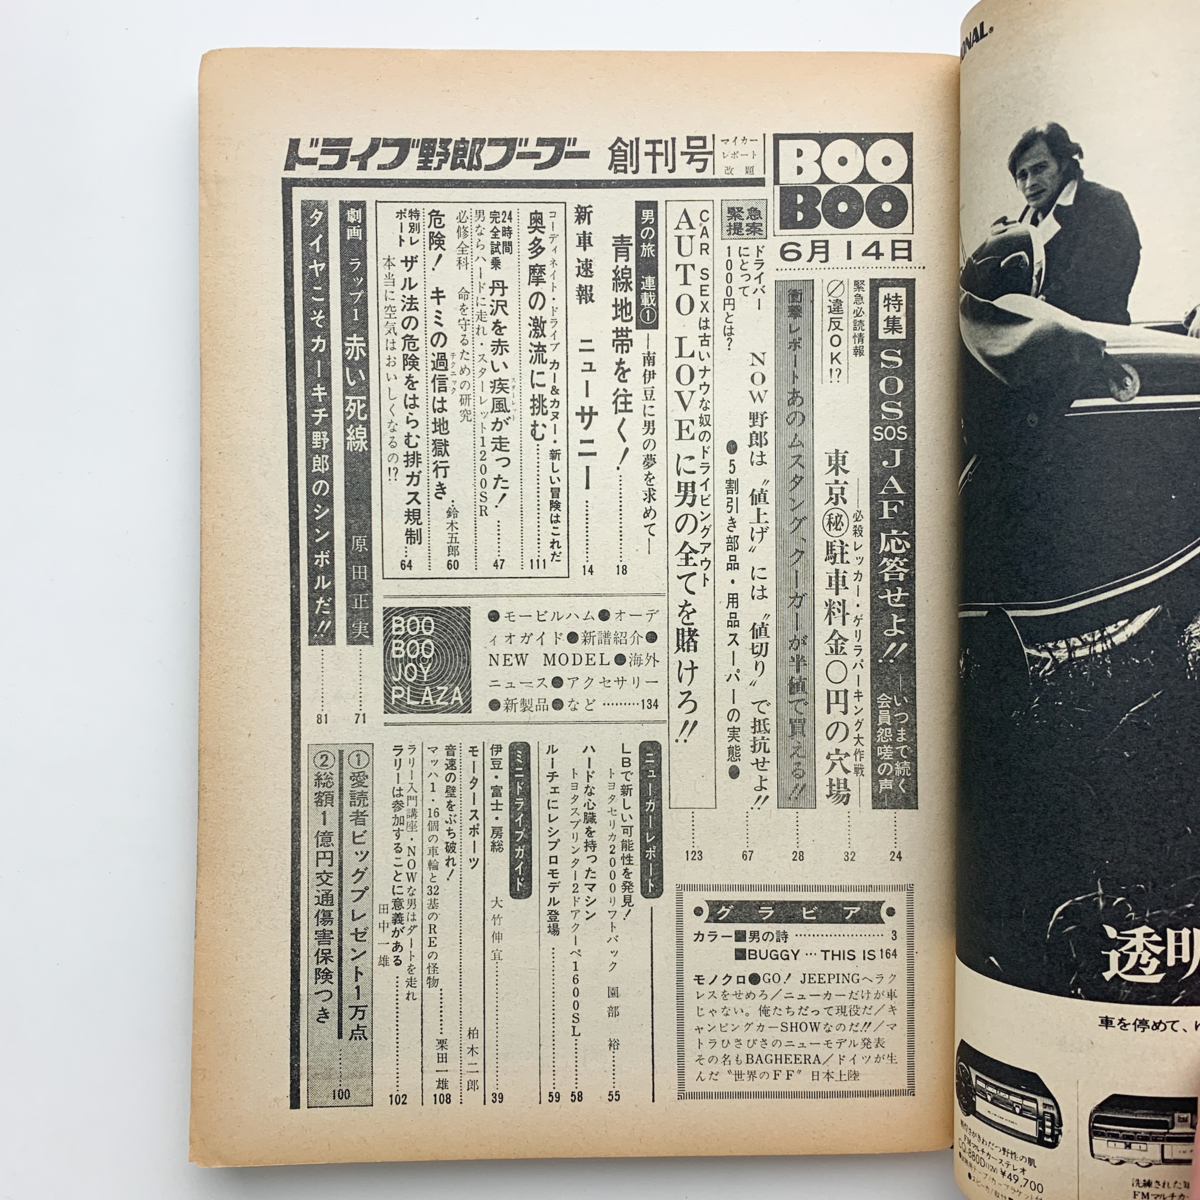 BOO
BOO
6月14日
ドライブ野郎ブーブー 創刊号
マイカー
レポート
改題
特集 SOS SOS JAF応答せよ!!
―いつまで続く
会員怨嗟の声
24
緊急必読情報
違反OK!?
―必殺レッカー・ゲリラパーキング大作戦―
東京㊙駐車料金〇円の穴場
32
衝撃レポート あのムスタング、クーガーが半値で買える!!
28
緊急
提案
ドライバー
にとって
1000円とは?
NOW野郎は“値上げ”には“値切り”で抵抗せよ!!
●5割引き部品・用品スーパーの実態●
67
CAR SEXは古いナウな奴のドライビングアウト
AUTO LOVEに男の全てを賭けろ!!
123
男の旅 連載①
―南伊豆に男の夢を求めて―
青線地帯を往く!
18
新車速報 ニューサニー
14
コーディネイト・ドライブ カー&カヌー・新しい冒険はこれだ
奥多摩の激流に挑む
111
24時間
完全試乗 丹沢を赤い疾風が走った!
スターレット
47
男ならハードに走れ・スターレット1200SR
必修全科 命を守るための研究
テクニック
危険! キミの過信は地獄行き
鈴木五郎
60
特別レ
ポート ザル法の危険をはらむ排ガス規制
本当に空気はおいしくなるの!?
64
劇画 ラップ1 赤い死線 原田正実
71
タイヤこそカーキチ野郎のシンボルだ!!
81
BOO
BOO
JOY
PLAZA
●モービルハム●オーデ
ィオガイド●新譜紹介●
NEW MODEL●海外
ニュース●アクセサリー
●新製品●など………134
ニューカーレポート
LBで新しい可能性を発見!
トヨタセリカ2000リフトバック 園部 裕
55
ハードな心臓を持ったマシン
トヨタスプリンター2ドアクーペ1600SL
58
ルーチェにレシプロモデル登場
59
ミニ・ドライブガイド
伊豆・富士・房総 大竹伸宜
39
モータースポーツ
音速の壁をぶち破れ! 柏木二郎
マッハ1・16個の車輪と32基のREの怪物
栗田一雄
108
ラリー入門講座・NOWな男はダートを走れ
ラリーは参加することに意義がある
田中一雄
102
①愛読者ビッグプレゼント1万点
②総額1億円交通傷害保険つき
100
グラビア
カラー■男の詩………3
■BUGGY…THIS IS164
モノクロ●GO! JEEPINGヘラク
レスをせめろ/ニューカーだけが車
じゃない。俺たちだって現役だ/キ
ャンピングカーSHOWなのだ!!/マ
トラひさびさのニューモデル発表
その名もBAGHEERA/ドイツが生
んだ“世界のFF”日本上陸
透明
車を停めて、
FMマルチカーステレオ
¥49,700
洗練された
FMマルチ